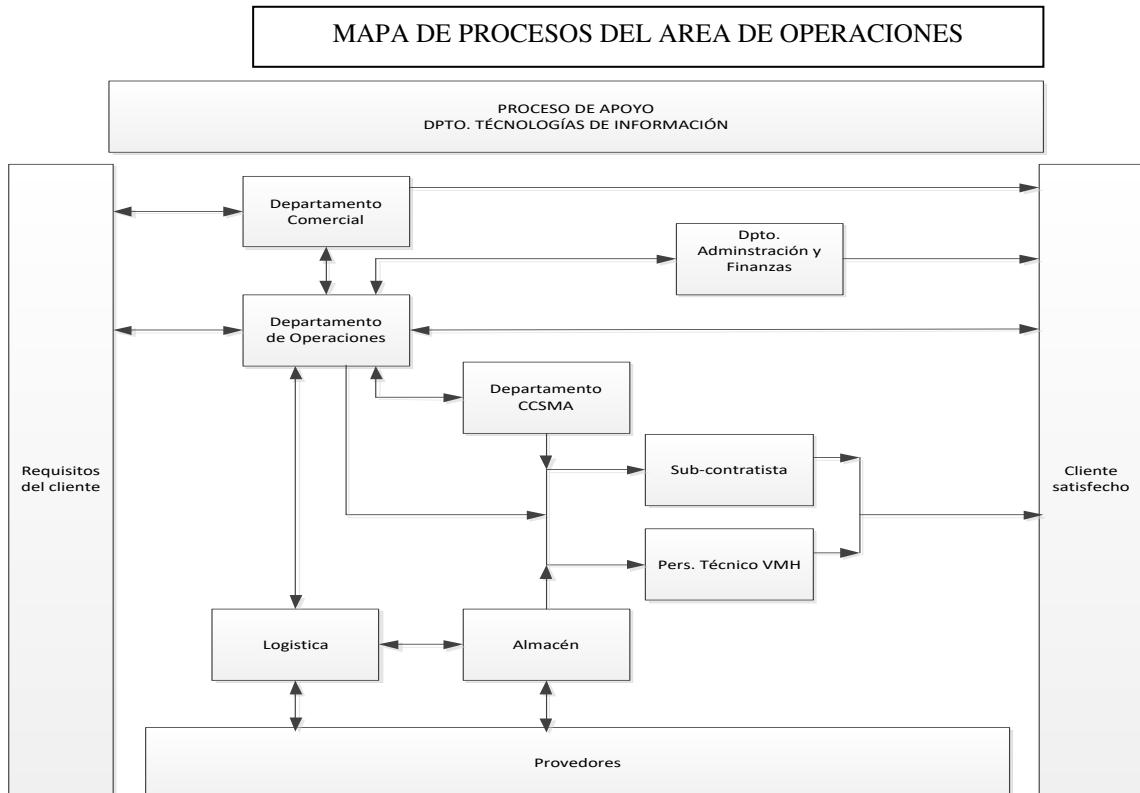 MAPA DE PROCESOS DEL AREA DE OPERACIONES
PROCESO DE APOYO
DPTO. TÉCNOLOGÍAS DE INFORMACIÓN
Departamento
Comercial
Dpto.
Adminstración y
Finanzas
Departamento
de Operaciones
Departamento
CCSMA
Requisitos
del cliente
Sub-contratista
Cliente
satisfecho
Pers. Técnico VMH
Logistica
Almacén
Provedores